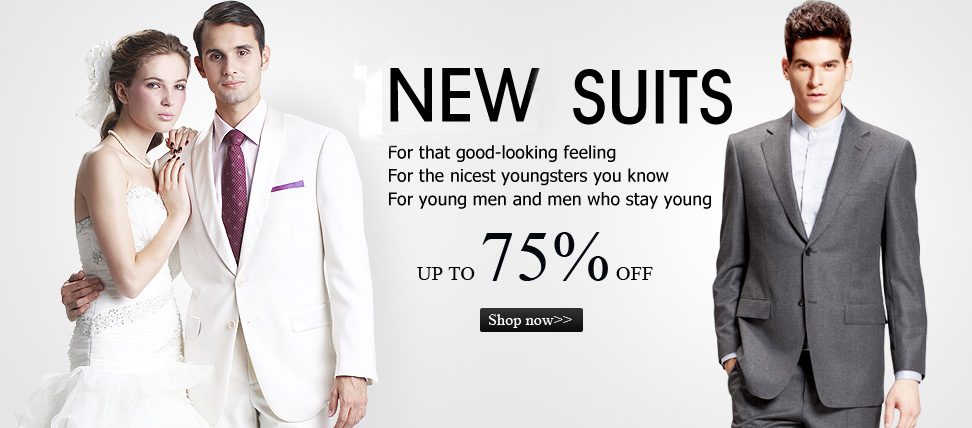 NEW SUITS
For that good-looking feeling
For the nicest youngsters you know
For young men and men who stay young
UP TO 75% OFF
Shop now>>